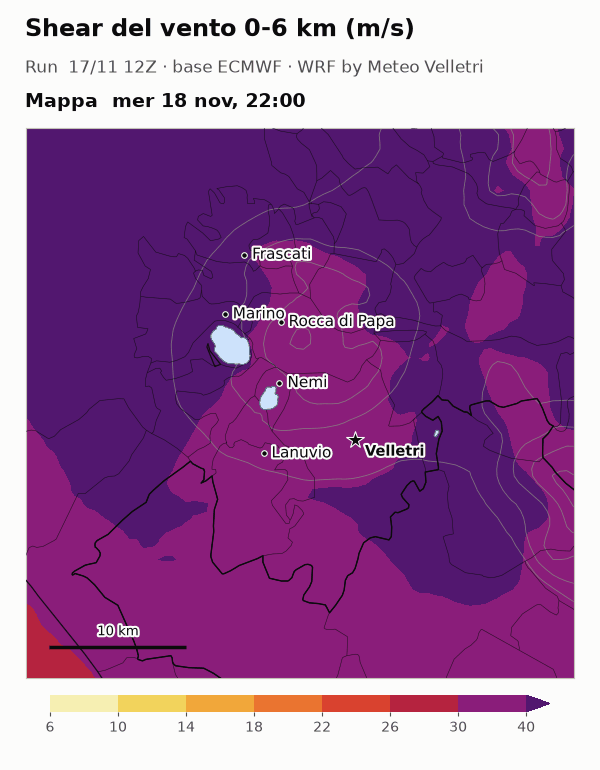 Shear del vento 0-6 km (m/s)
Run  17/11 12Z · base ECMWF · WRF by Meteo Velletri
Mappa  mer 18 nov, 22:00
Frascati
Marino
Rocca di Papa
Nemi
Velletri
Lanuvio
10 km
6 10 14 18 22 26 30 40